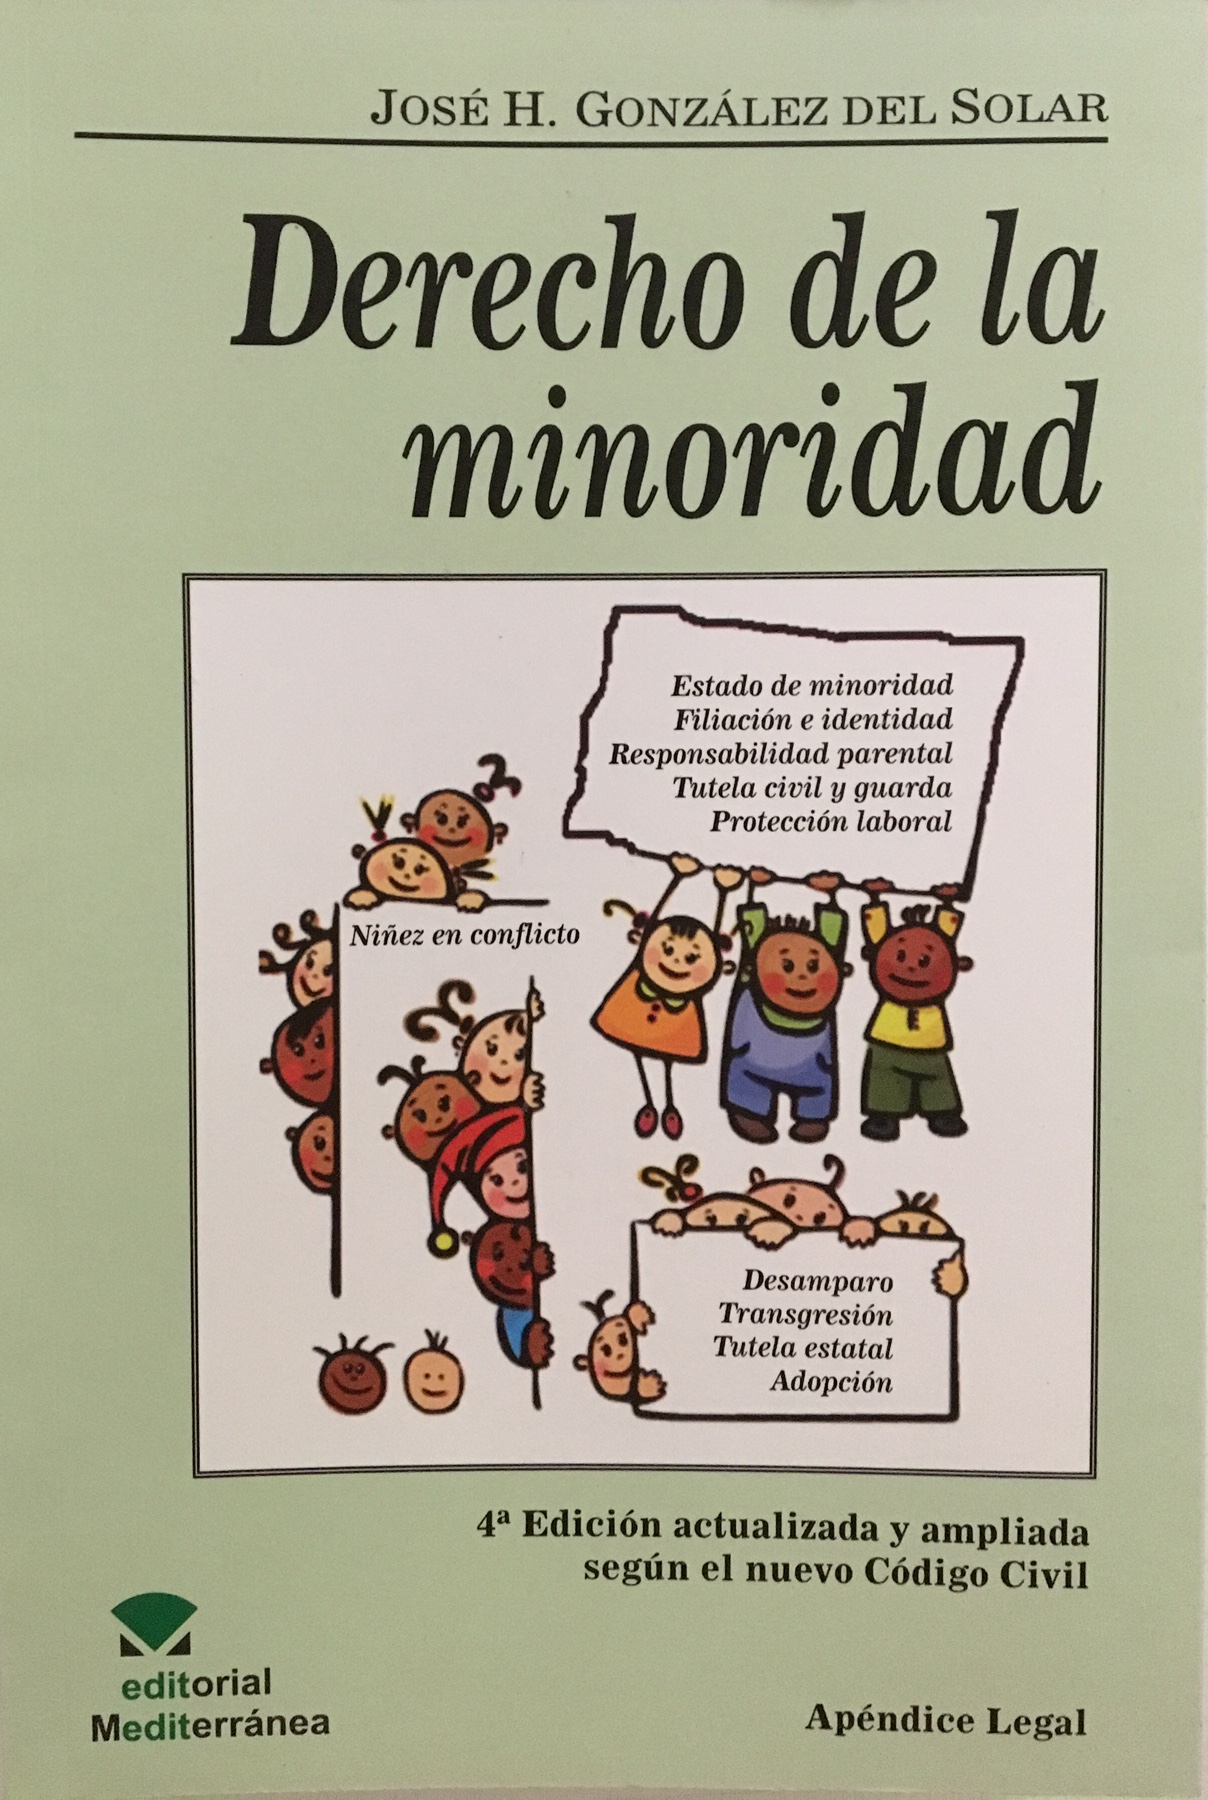 José H. González del Solar
Derecho de la
minoridad
Estado de minoridad
Filiación e identidad
Responsabilidad parental
Tutela civil y guarda
Protección laboral
Niñez en conflicto
Desamparo
Transgresión
Tutela estatal
Adopción
4ª Edición actualizada y ampliada
según el nuevo Código Civil
editorial
Mediterránea
Apéndice Legal